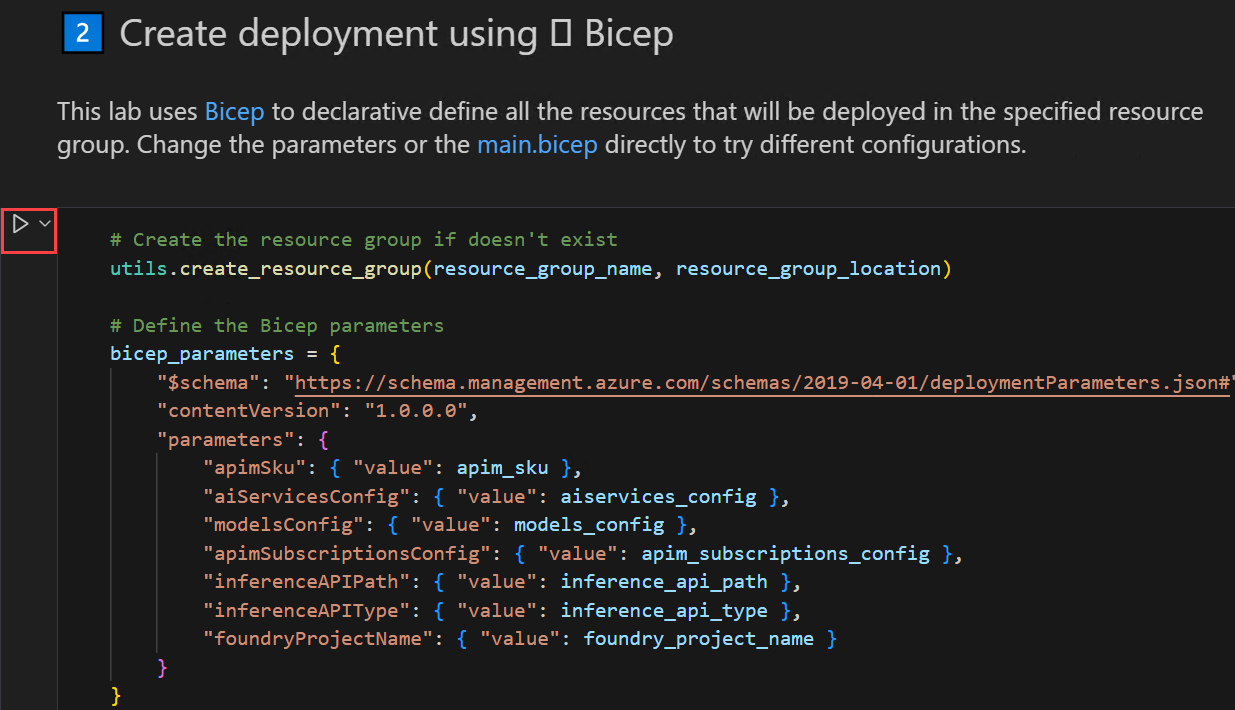 2 Create deployment using Bicep
This lab uses Bicep to declarative define all the resources that will be deployed in the specified resource
group. Change the parameters or the main.bicep directly to try different configurations.
# Create the resource group if doesn't exist
utils.create_resource_group(resource_group_name, resource_group_location)
# Define the Bicep parameters
bicep_parameters = {
"$schema": "https://schema.management.azure.com/schemas/2019-04-01/deploymentParameters.json#"
"contentVersion": "1.0.0.0",
"parameters": {
"apimSku": { "value": apim_sku },
"aiServicesConfig": { "value": aiservices_config },
"modelsConfig": { "value": models_config },
"apimSubscriptionsConfig": { "value": apim_subscriptions_config },
"inferenceAPIPath": { "value": inference_api_path },
"inferenceAPIType": { "value": inference_api_type },
"foundryProjectName": { "value": foundry_project_name }
}
}